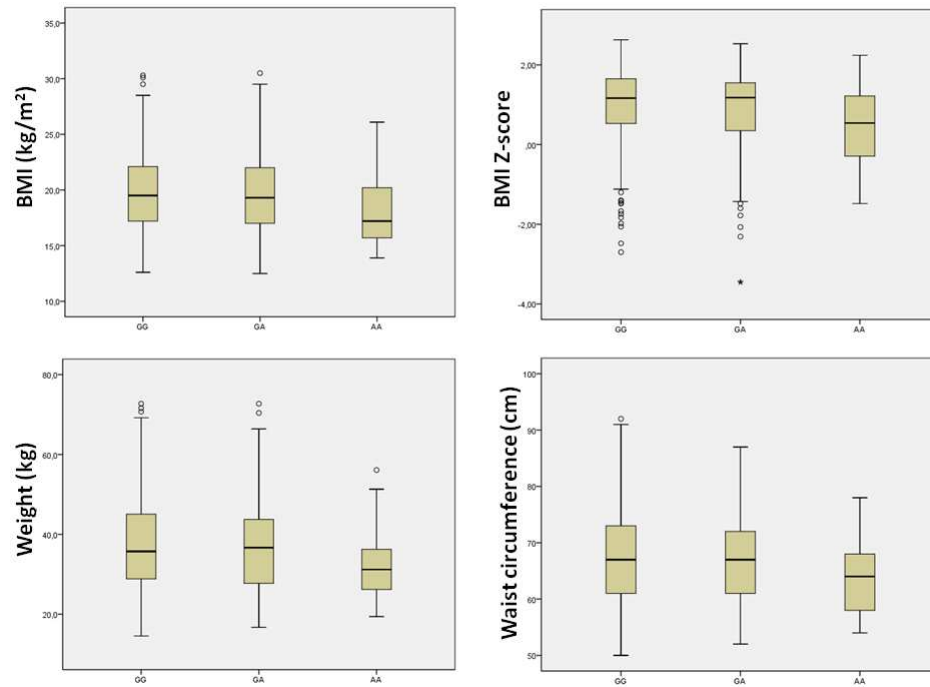 BMI (kg/m²)
35,0
30,0
25,0
20,0
15,0
10,0
GG GA AA
BMI Z-score
2,00
,00
-2,00
-4,00
GG GA AA
Weight (kg)
80,0
60,0
40,0
20,0
GG GA AA
Waist circumference (cm)
100
90
80
70
60
50
GG GA AA